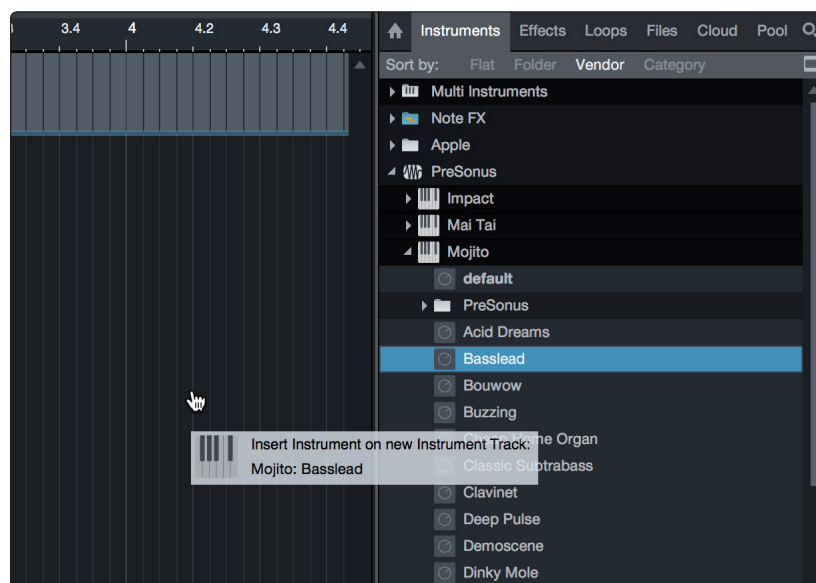 3.4 4 4.2 4.3 4.4
Instruments Effects Loops Files Cloud Pool
Sort by: Flat Folder Vendor Category
Multi Instruments
Note FX
Apple
PreSonus
Impact
Mai Tai
Mojito
default
PreSonus
Acid Dreams
Basslead
Bouwow
Buzzing
Home Organ
Insert Instrument on new Instrument Track:
Mojito: Basslead
Classic Subtrabass
Clavinet
Deep Pulse
Demoscene
Dinky Mole